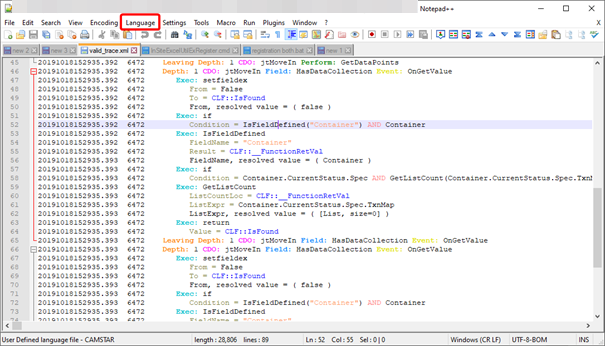 Notepad++
File Edit Search View Encoding Language Settings Tools Macro Run Plugins Window ?
new 2 new 3 valid_trace.xml InSiteExcelUNExRegister.cmd registration both.bat new 1
45 20191018152935.392 6472 Leaving Depth: 1 CDO: jtMoveIn Perform: GetDataPoints
46 20191018152935.392 6472 Depth: 1 CDO: jtMoveIn Field: HasDataCollection Event: OnGetValue
47 20191018152935.392 6472 Exec: setfieldex
48 20191018152935.392 6472 From = False
49 20191018152935.392 6472 To = CLF::IsFound
50 20191018152935.392 6472 From, resolved value = ( false )
51 20191018152935.392 6472 Exec: if
52 20191018152935.392 6472 Condition = IsFieldDefined("Container") AND Container
53 20191018152935.392 6472 Exec: IsFieldDefined
54 20191018152935.392 6472 FieldName = "Container"
55 20191018152935.392 6472 Result = CLF::__FunctionRetVal
56 20191018152935.392 6472 FieldName, resolved value = ( Container )
57 20191018152935.392 6472 Exec: if
58 20191018152935.392 6472 Condition = Container.CurrentStatus.Spec AND GetListCount(Container.CurrentStatus.Spec.TxnM
59 20191018152935.393 6472 Exec: GetListCount
60 20191018152935.393 6472 ListCountLoc = CLF::__FunctionRetVal
61 20191018152935.393 6472 ListExpr = Container.CurrentStatus.Spec.TxnMap
62 20191018152935.393 6472 ListExpr, resolved value = ( [List, size=0] )
63 20191018152935.393 6472 Exec: return
64 20191018152935.393 6472 Value = CLF::IsFound
65 20191018152935.393 6472 Leaving Depth: 1 CDO: jtMoveIn Field: HasDataCollection Event: OnGetValue
66 20191018152935.393 6472 Depth: 1 CDO: jtMoveIn Field: HasDataCollection Event: OnGetValue
67 20191018152935.393 6472 Exec: setfieldex
68 20191018152935.393 6472 From = False
69 20191018152935.393 6472 To = CLF::IsFound
70 20191018152935.393 6472 From, resolved value = ( false )
71 20191018152935.393 6472 Exec: if
72 20191018152935.393 6472 Condition = IsFieldDefined("Container") AND Container
73 20191018152935.393 6472 Exec: IsFieldDefined
74 20191018152935.393 6472 FieldName = "Container"
User Defined language file - CAMSTAR length : 28,806 lines : 89 Ln : 52 Col : 55 Sel : 0 | 0 Windows (CR LF) UTF-8-BOM INS